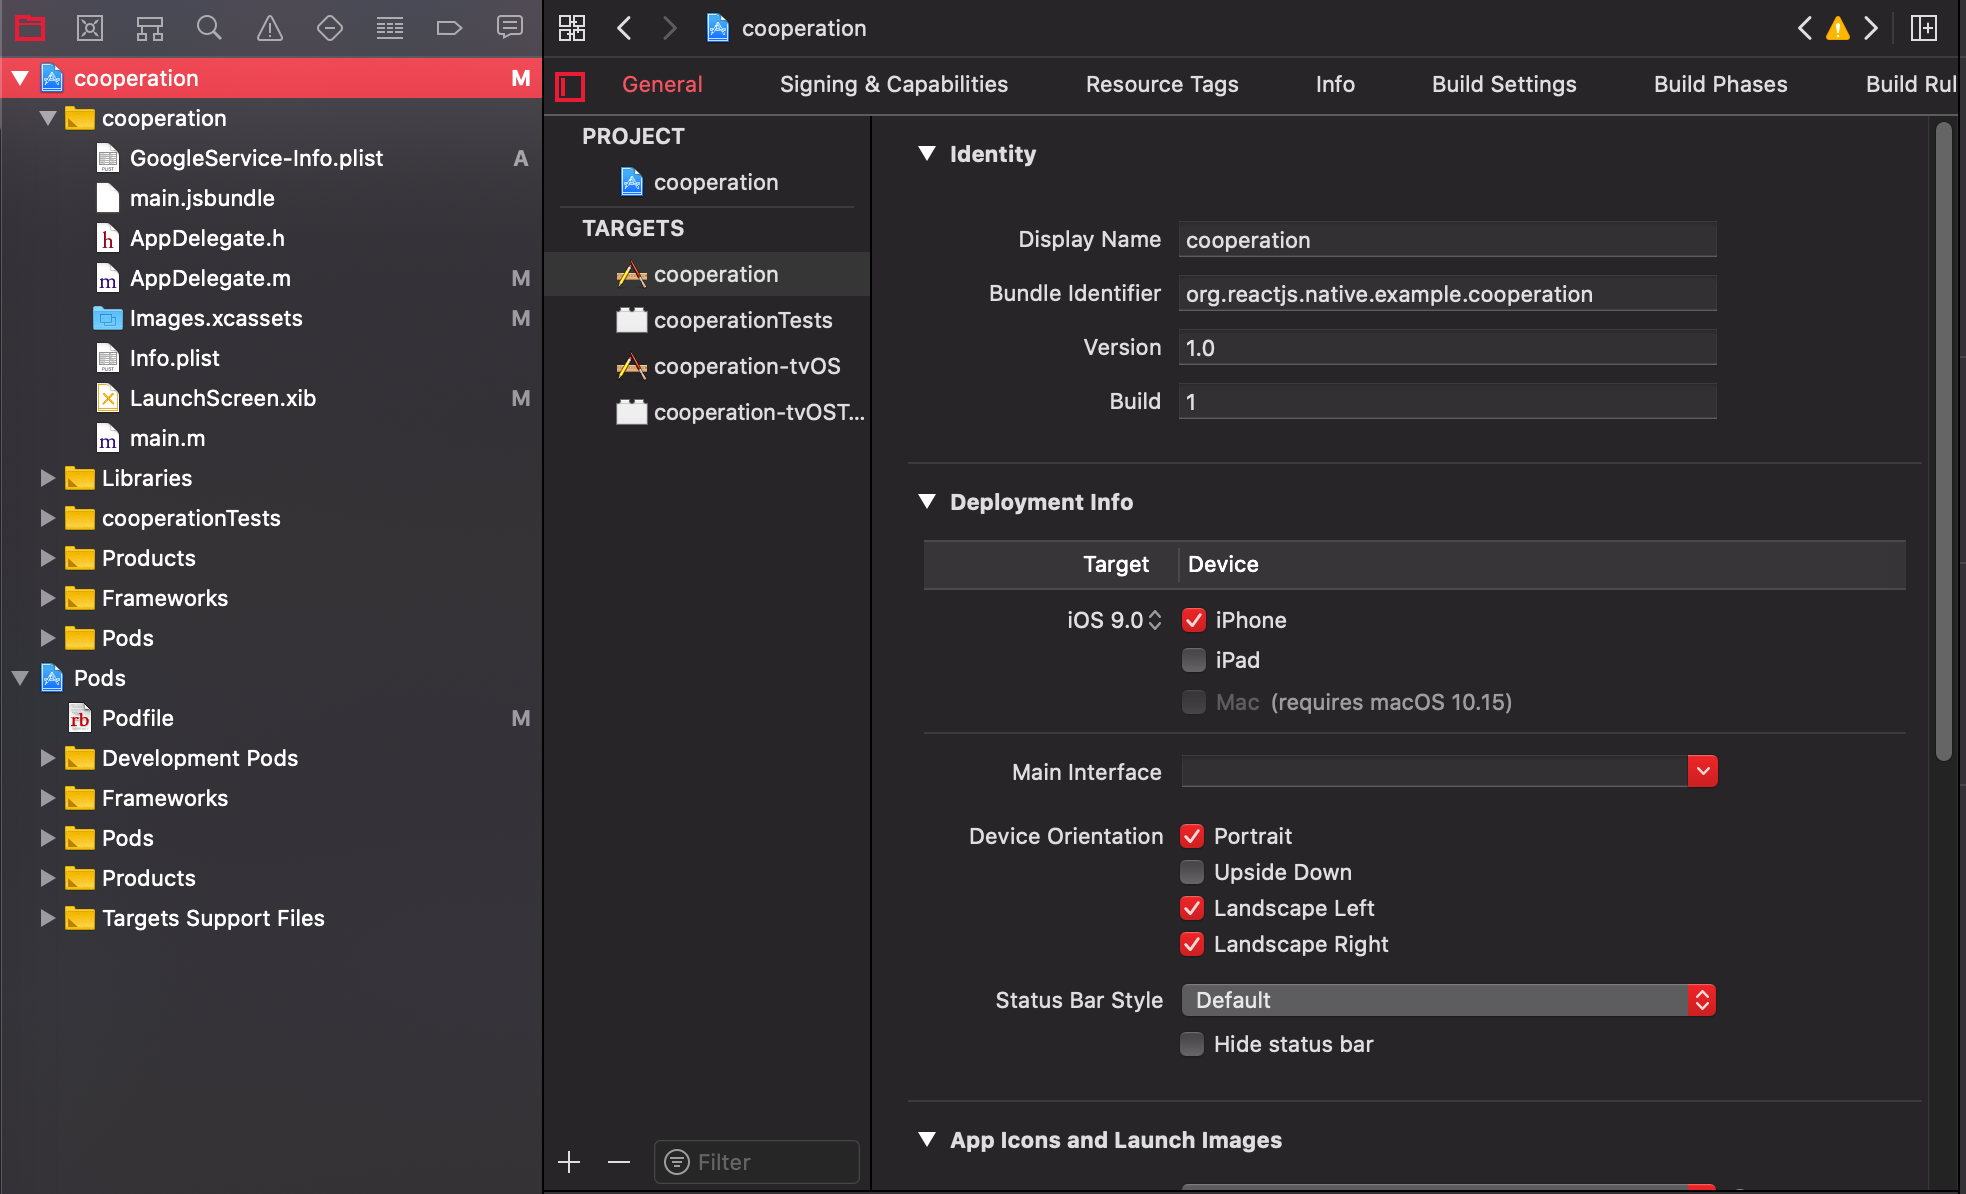 cooperation
cooperation M
General Signing & Capabilities Resource Tags Info Build Settings Build Phases Build Rul
cooperation
GoogleService-Info.plist A
main.jsbundle
AppDelegate.h
AppDelegate.m M
Images.xcassets M
Info.plist
LaunchScreen.xib M
main.m
Libraries
cooperationTests
Products
Frameworks
Pods
Pods
Podfile M
Development Pods
Frameworks
Pods
Products
Targets Support Files
PROJECT
cooperation
TARGETS
cooperation
cooperationTests
cooperation-tvOS
cooperation-tvOST...
Filter
Identity
Display Name cooperation
Bundle Identifier org.reactjs.native.example.cooperation
Version 1.0
Build 1
Deployment Info
Target Device
iOS 9.0 iPhone
iPad
Mac (requires macOS 10.15)
Main Interface
Device Orientation Portrait
Upside Down
Landscape Left
Landscape Right
Status Bar Style Default
Hide status bar
App Icons and Launch Images